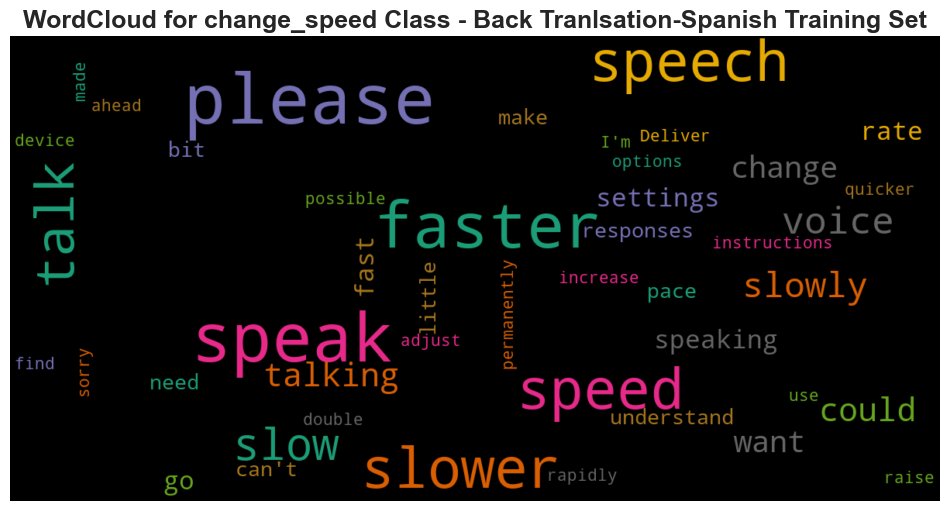 WordCloud for change_speed Class - Back Tranlsation-Spanish Training Set
speech
please
made
ahead
make
rate
I'm
Deliver
device
bit
options
change
talk
possible
settings
quicker
faster
responses
voice
instructions
fast
little
permanently
increase
pace
slowly
speak
adjust
speaking
find
sorry
need
talking
speed
use
could
double
understand
slow
want
can't
slower
rapidly
go
raise